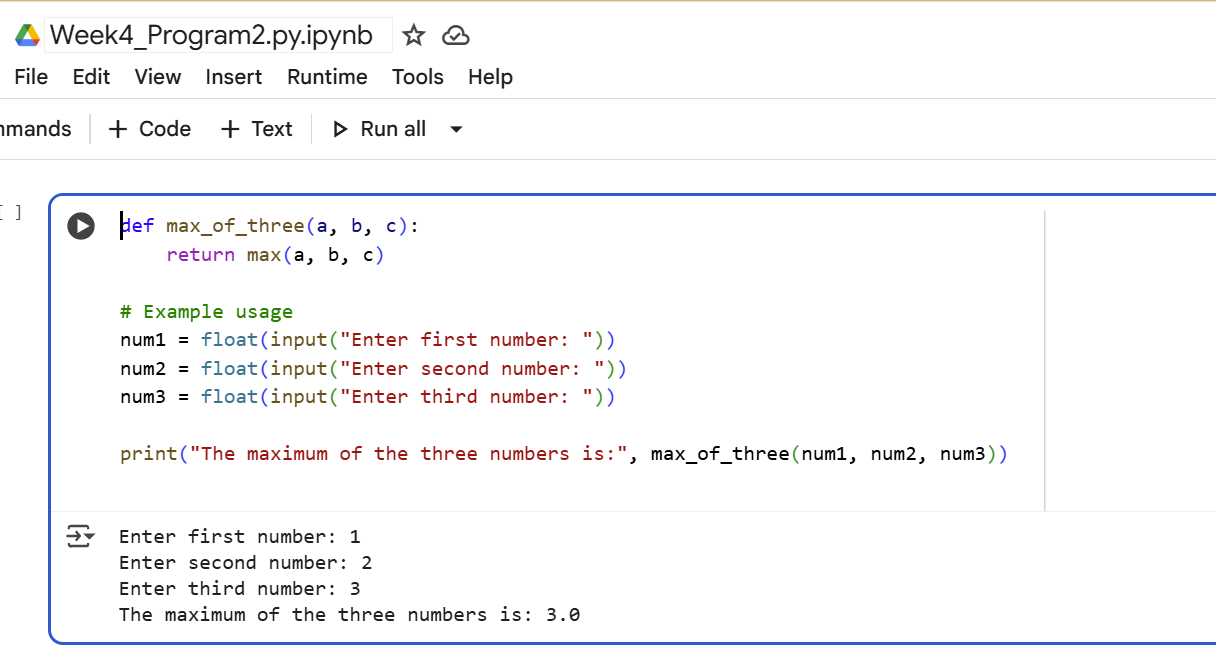 Week4_Program2.py.ipynb
File Edit View Insert Runtime Tools Help
+ Code + Text Run all
[ ]
def max_of_three(a, b, c):
    return max(a, b, c)
# Example usage
num1 = float(input("Enter first number: "))
num2 = float(input("Enter second number: "))
num3 = float(input("Enter third number: "))
print("The maximum of the three numbers is:", max_of_three(num1, num2, num3))
Enter first number: 1
Enter second number: 2
Enter third number: 3
The maximum of the three numbers is: 3.0